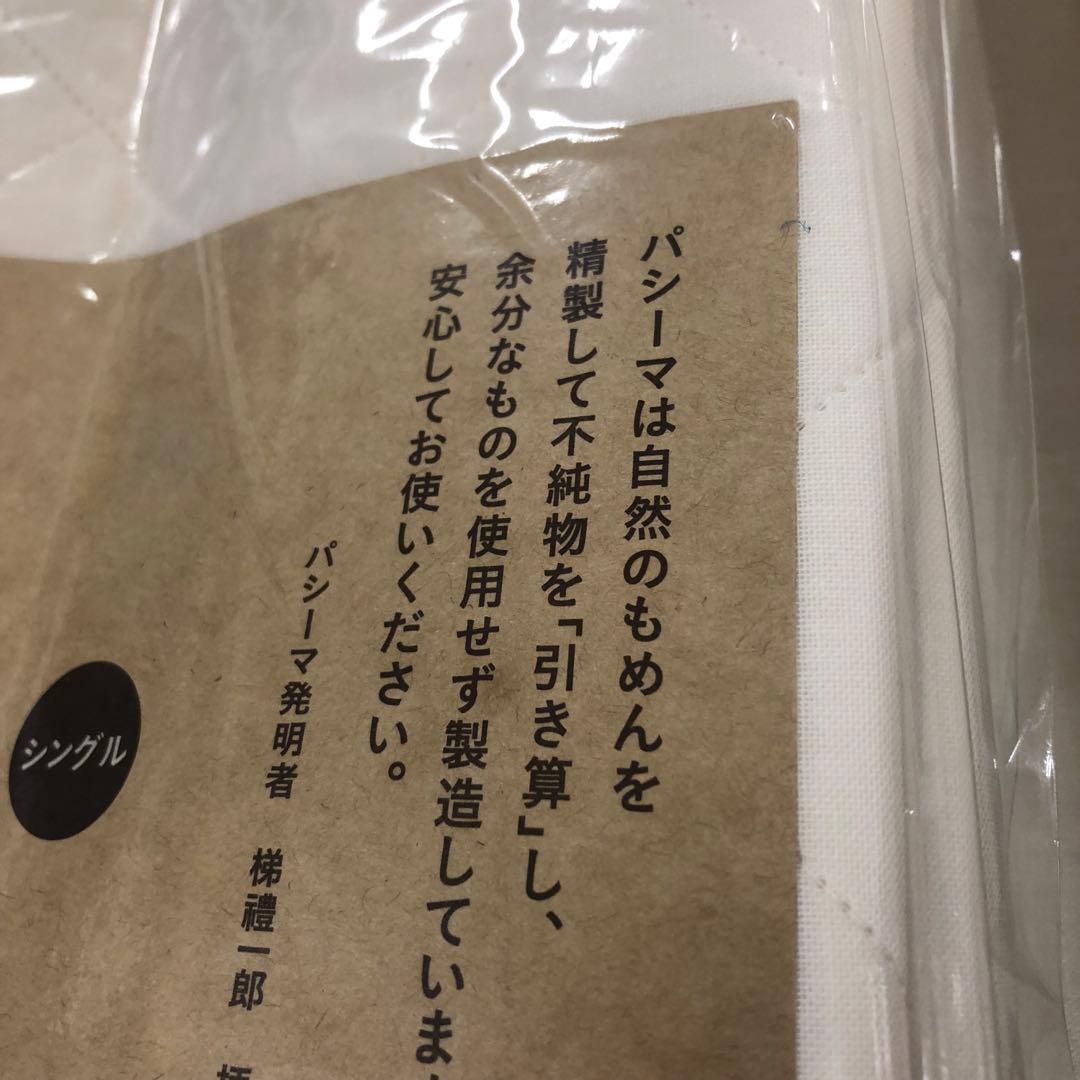 パシーマは自然のもめんを
精製して不純物を「引き算」し、
余分なものを使用せず製造していま
安心してお使いください。
パシーマ発明者 梯禮一郎
シングル